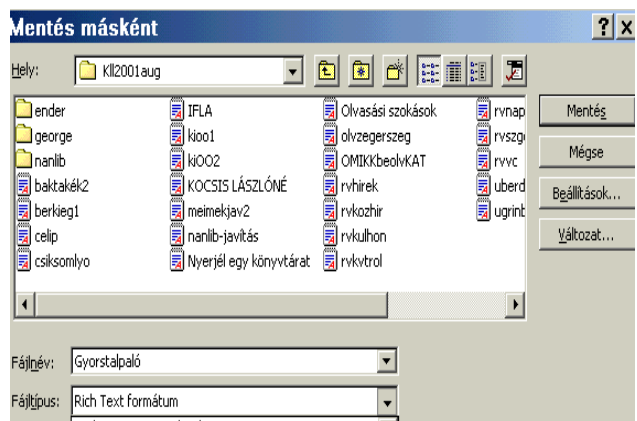 Mentés másként
Hely: Kll2001aug
ender
george
nanlib
baktakék2
berkieg1
celip
csiksomlyo
IFLA
kioo1
kiOO2
KOCSIS LÁSZLÓNÉ
meimekjav2
nanlib-javítás
Nyerjél egy könyvtárat
Olvasási szokások
olvzegerszeg
OMIKKbeolvKAT
rvhirek
rvkozhir
rvkulhon
rvkvtrol
rvnap
rvszg
rvvc
uberd
ugrint
Mentés
Mégse
Beállítások...
Változat...
Fájlnév: Gyorstalpaló
Fájltípus: Rich Text formátum